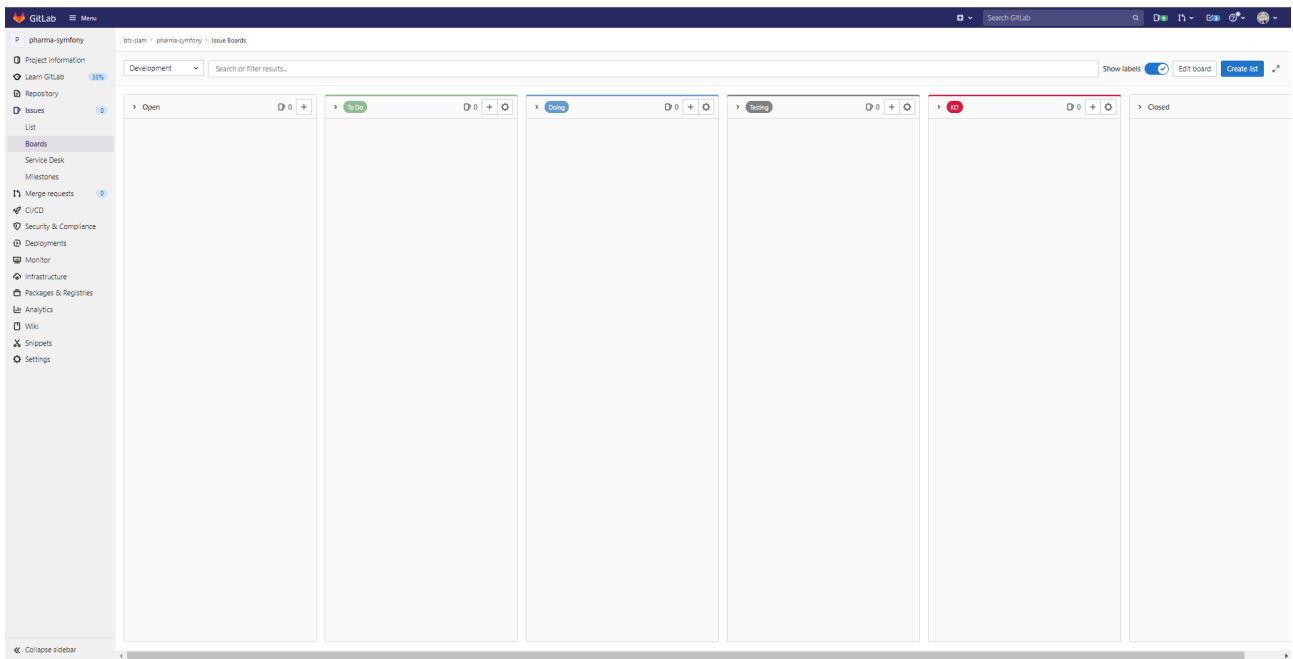 GitLab Menu Search GitLab
P pharma-symfony
bts-slam > pharma-symfony > Issue Boards
Project information
Learn GitLab 33%
Repository
Issues 0
List
Boards
Service Desk
Milestones
Merge requests 0
CI/CD
Security & Compliance
Deployments
Monitor
Infrastructure
Packages & Registries
Analytics
Wiki
Snippets
Settings
Collapse sidebar
Development Search or filter results... Show labels Edit board Create list
Open 0 To Do 0 Doing 0 Testing 0 KO 0 Closed